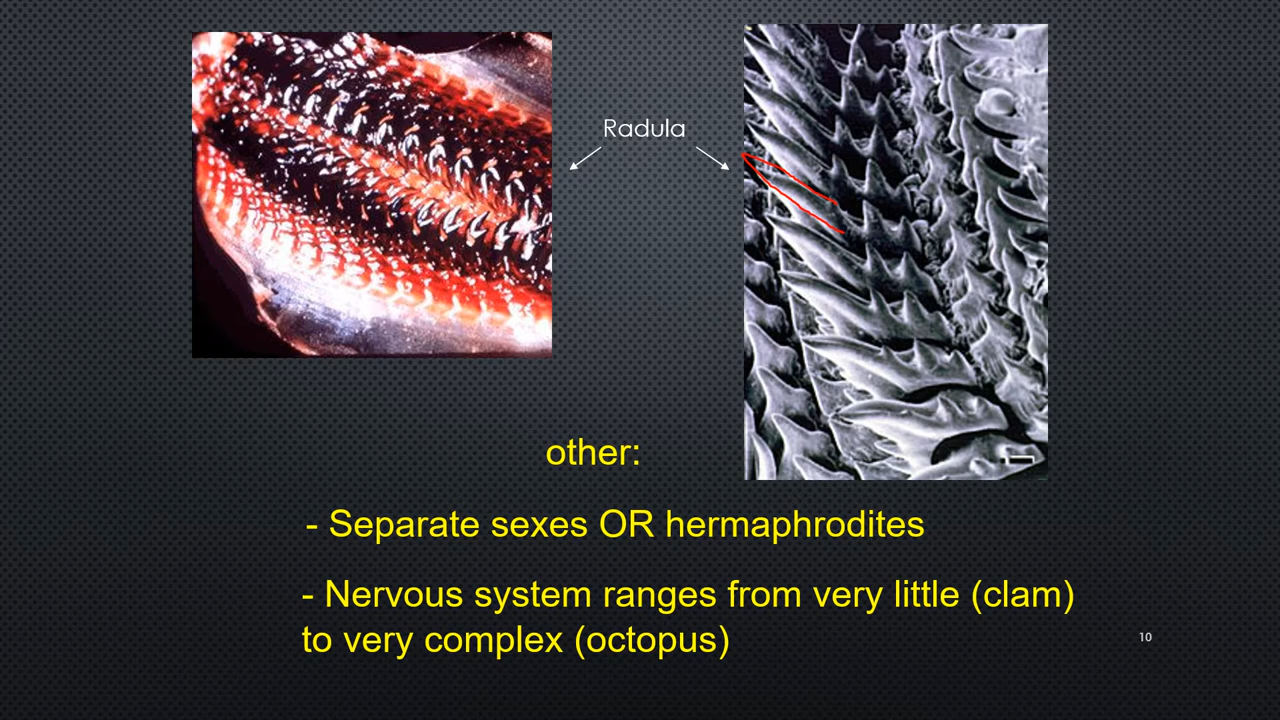 Radula
other:
- Separate sexes OR hermaphrodites
- Nervous system ranges from very little (clam)
to very complex (octopus)
10